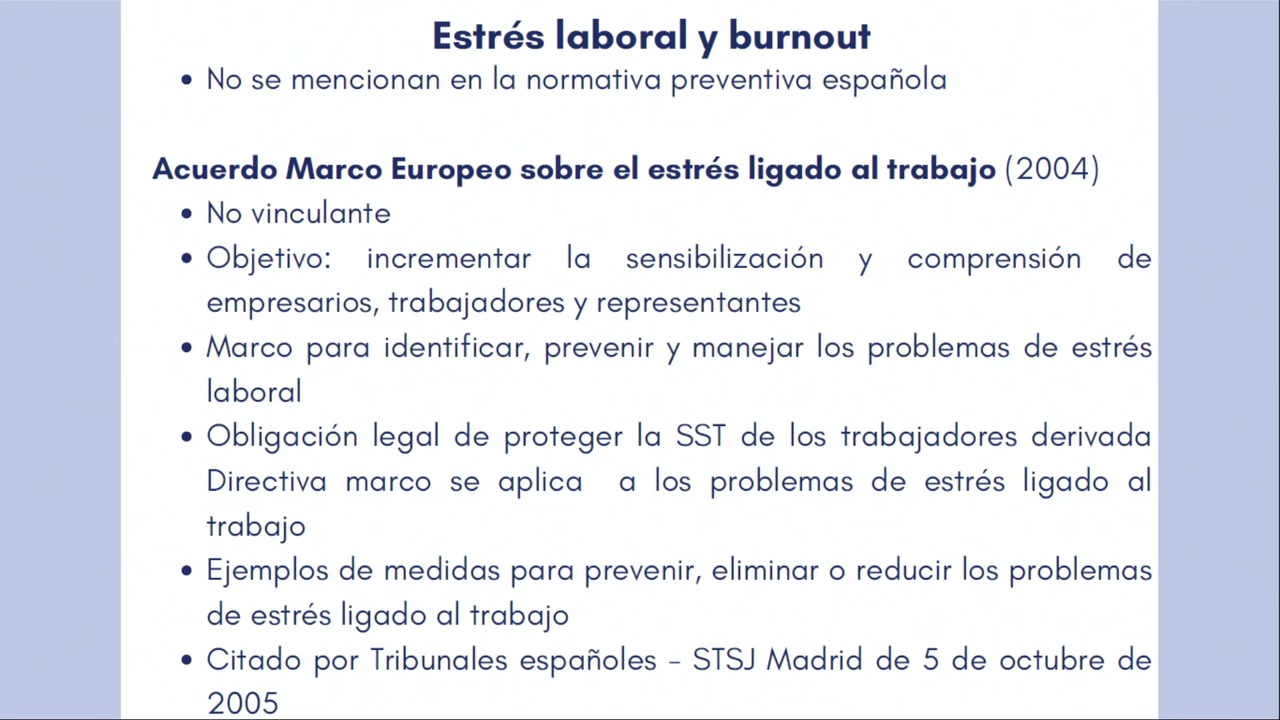 Estrés laboral y burnout
• No se mencionan en la normativa preventiva española
Acuerdo Marco Europeo sobre el estrés ligado al trabajo (2004)
• No vinculante
• Objetivo: incrementar la sensibilización y comprensión de
empresarios, trabajadores y representantes
• Marco para identificar, prevenir y manejar los problemas de estrés
laboral
• Obligación legal de proteger la SST de los trabajadores derivada
Directiva marco se aplica a los problemas de estrés ligado al
trabajo
• Ejemplos de medidas para prevenir, eliminar o reducir los problemas
de estrés ligado al trabajo
• Citado por Tribunales españoles - STSJ Madrid de 5 de octubre de
2005